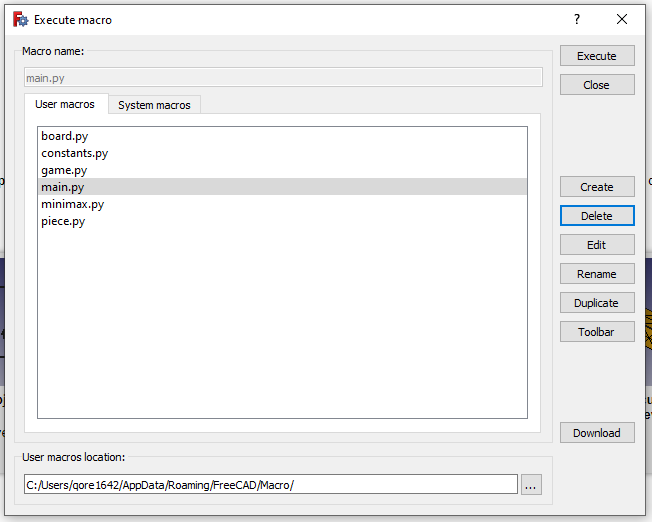 Execute macro
?
Macro name:
main.py
Execute
Close
User macros
System macros
board.py
constants.py
game.py
main.py
minimax.py
piece.py
Create
Delete
Edit
Rename
Duplicate
Toolbar
Download
User macros location:
C:/Users/qore1642/AppData/Roaming/FreeCAD/Macro/
...